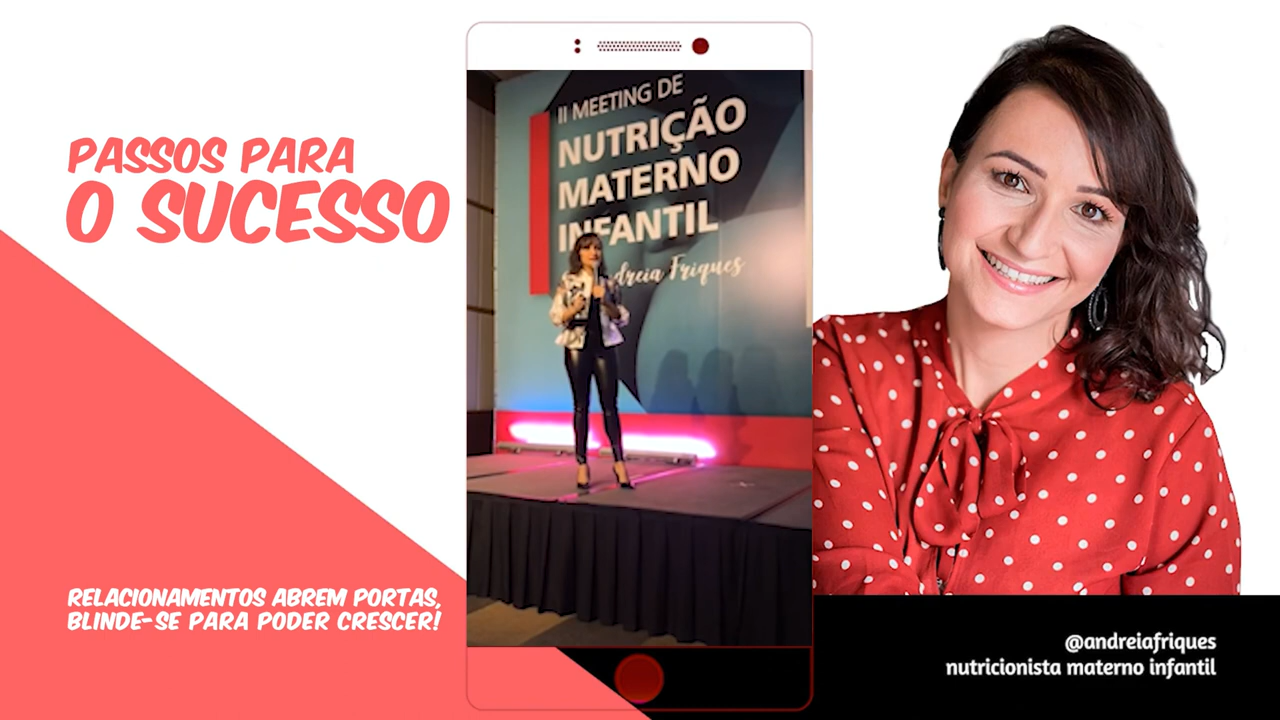 PASSOS PARA
O SUCESSO
II MEETING DE
NUTRIÇÃO
MATERNO
INFANTIL
Friques
RELACIONAMENTOS ABREM PORTAS,
BLINDE-SE PARA PODER CRESCER!
@andreiafriques
nutricionista materno infantil